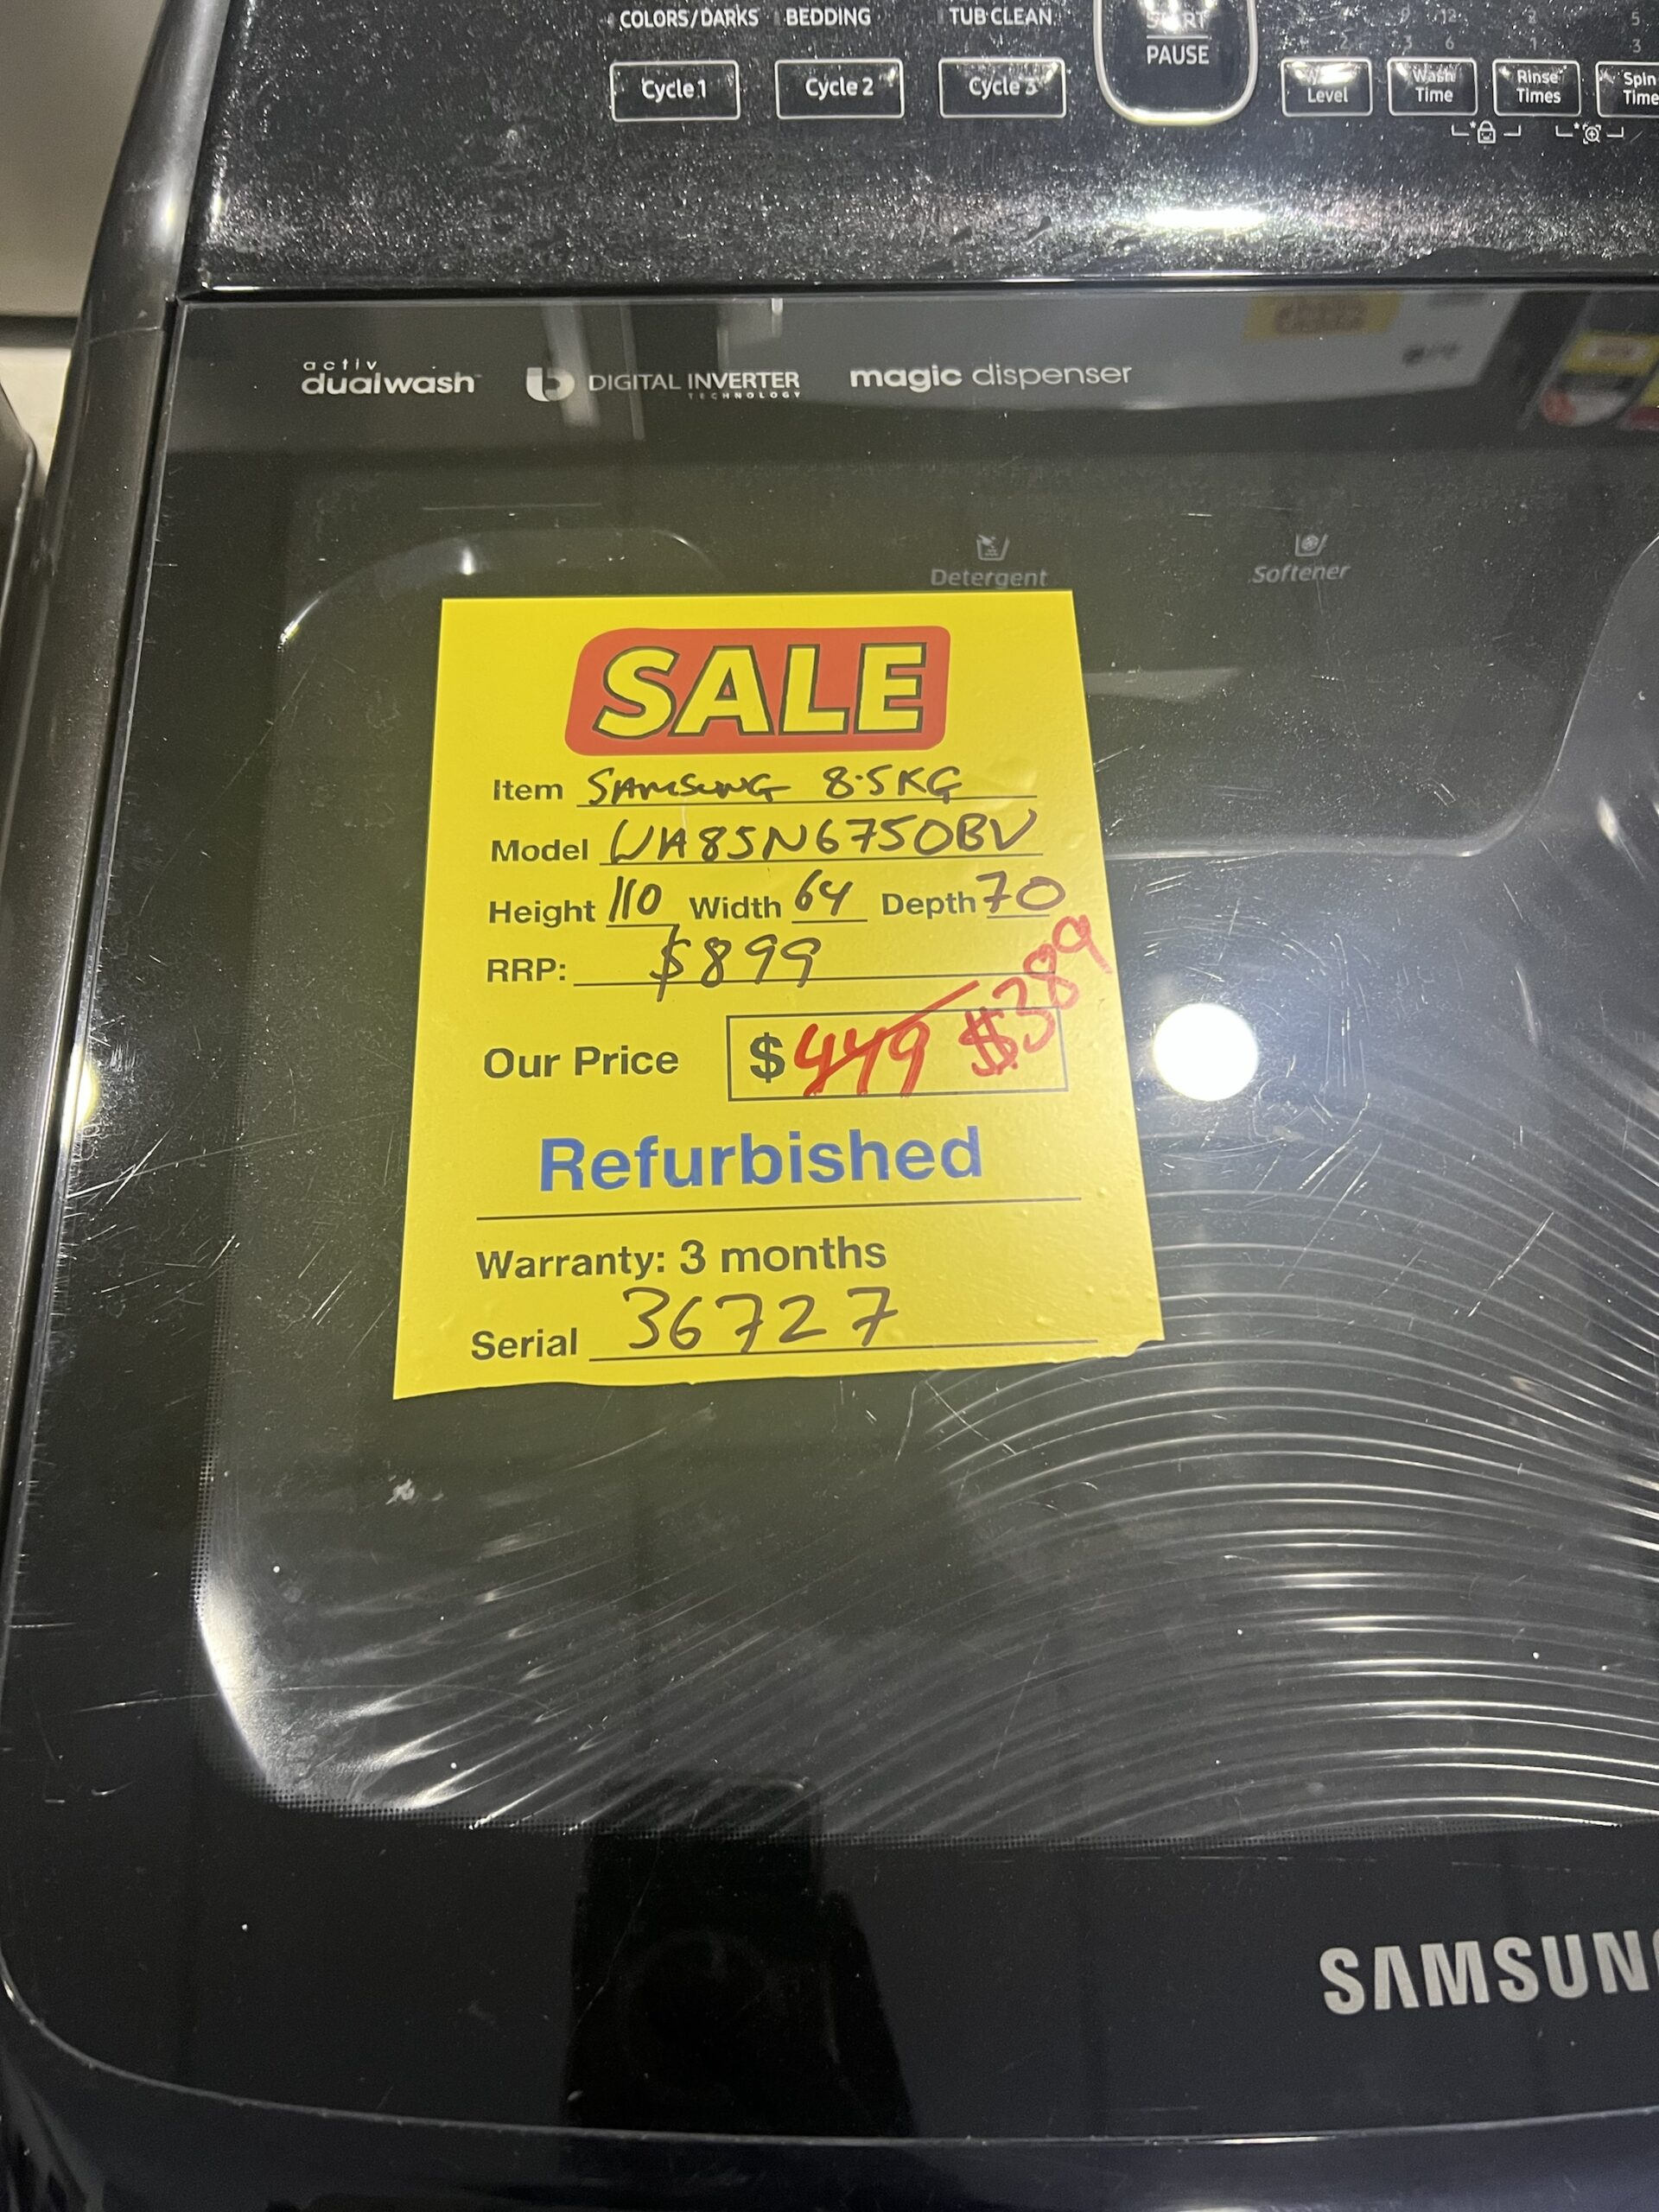 COLORS/DARKS BEDDING TUB CLEAN
START
PAUSE
Cycle 1 Cycle 2 Cycle 3
Level Wash Time Rinse Times Spin Time
activ
dualwash
DIGITAL INVERTER
TECHNOLOGY
magic dispenser
Detergent Softener
SALE
Item SAMSUNG 8.5KG
Model WA85N6750BV
Height 110 Width 64 Depth 70
RRP: $899
Our Price $449 $389
Refurbished
Warranty: 3 months
Serial 36727
SAMSUNG